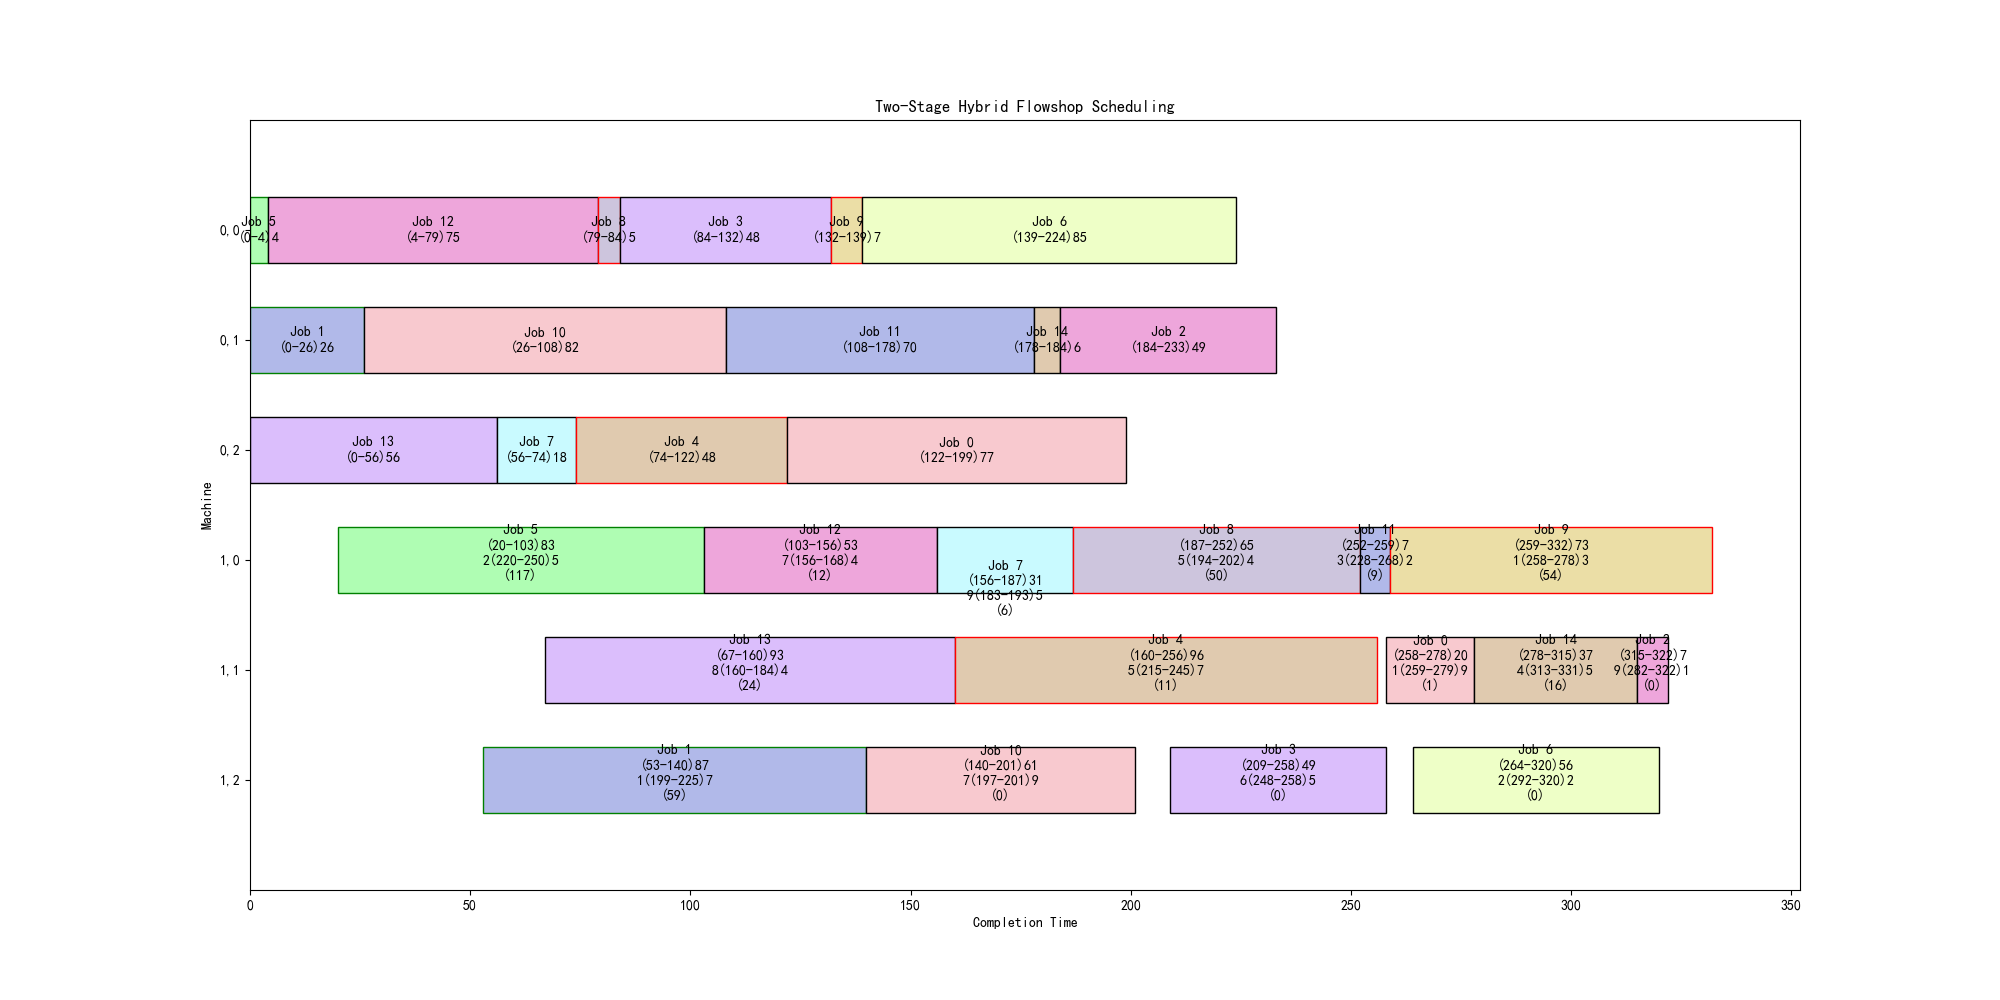 Two-Stage Hybrid Flowshop Scheduling
Machine
0,0
Job 5
(0-4)4
Job 12
(4-79)75
Job 8
(79-84)5
Job 3
(84-132)48
Job 9
(132-139)7
Job 6
(139-224)85
0,1
Job 1
(0-26)26
Job 10
(26-108)82
Job 11
(108-178)70
Job 14
(178-184)6
Job 2
(184-233)49
0,2
Job 13
(0-56)56
Job 7
(56-74)18
Job 4
(74-122)48
Job 0
(122-199)77
1,0
Job 5
(20-103)83
2(220-250)5
(117)
Job 12
(103-156)53
7(156-168)4
(12)
Job 7
(156-187)31
9(183-193)5
(6)
Job 8
(187-252)65
5(194-202)4
(50)
Job 11
(252-259)7
3(228-268)2
(9)
Job 9
(259-332)73
1(258-278)3
(54)
1,1
Job 13
(67-160)93
8(160-184)4
(24)
Job 4
(160-256)96
5(215-245)7
(11)
Job 0
(258-278)20
1(259-279)9
(1)
Job 14
(278-315)37
4(313-331)5
(16)
Job 2
(315-322)7
9(282-322)1
(0)
1,2
Job 1
(53-140)87
1(199-225)7
(59)
Job 10
(140-201)61
7(197-201)9
(0)
Job 3
(209-258)49
6(248-258)5
(0)
Job 6
(264-320)56
2(292-320)2
(0)
0
50
100
150
200
250
300
350
Completion Time